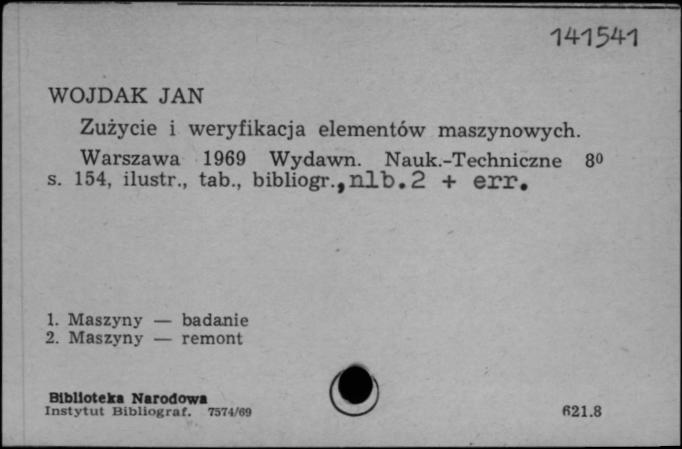 141541
WOJDAK JAN
Zużycie i weryfikacja elementów maszynowych.
Warszawa 1969 Wydawn. Nauk.-Techniczne 8⁰
s. 154, ilustr., tab., bibliogr., nlb. 2 + err.
1. Maszyny — badanie
2. Maszyny — remont
Biblioteka Narodowa
Instytut Bibliograf. 7574/69
621.8